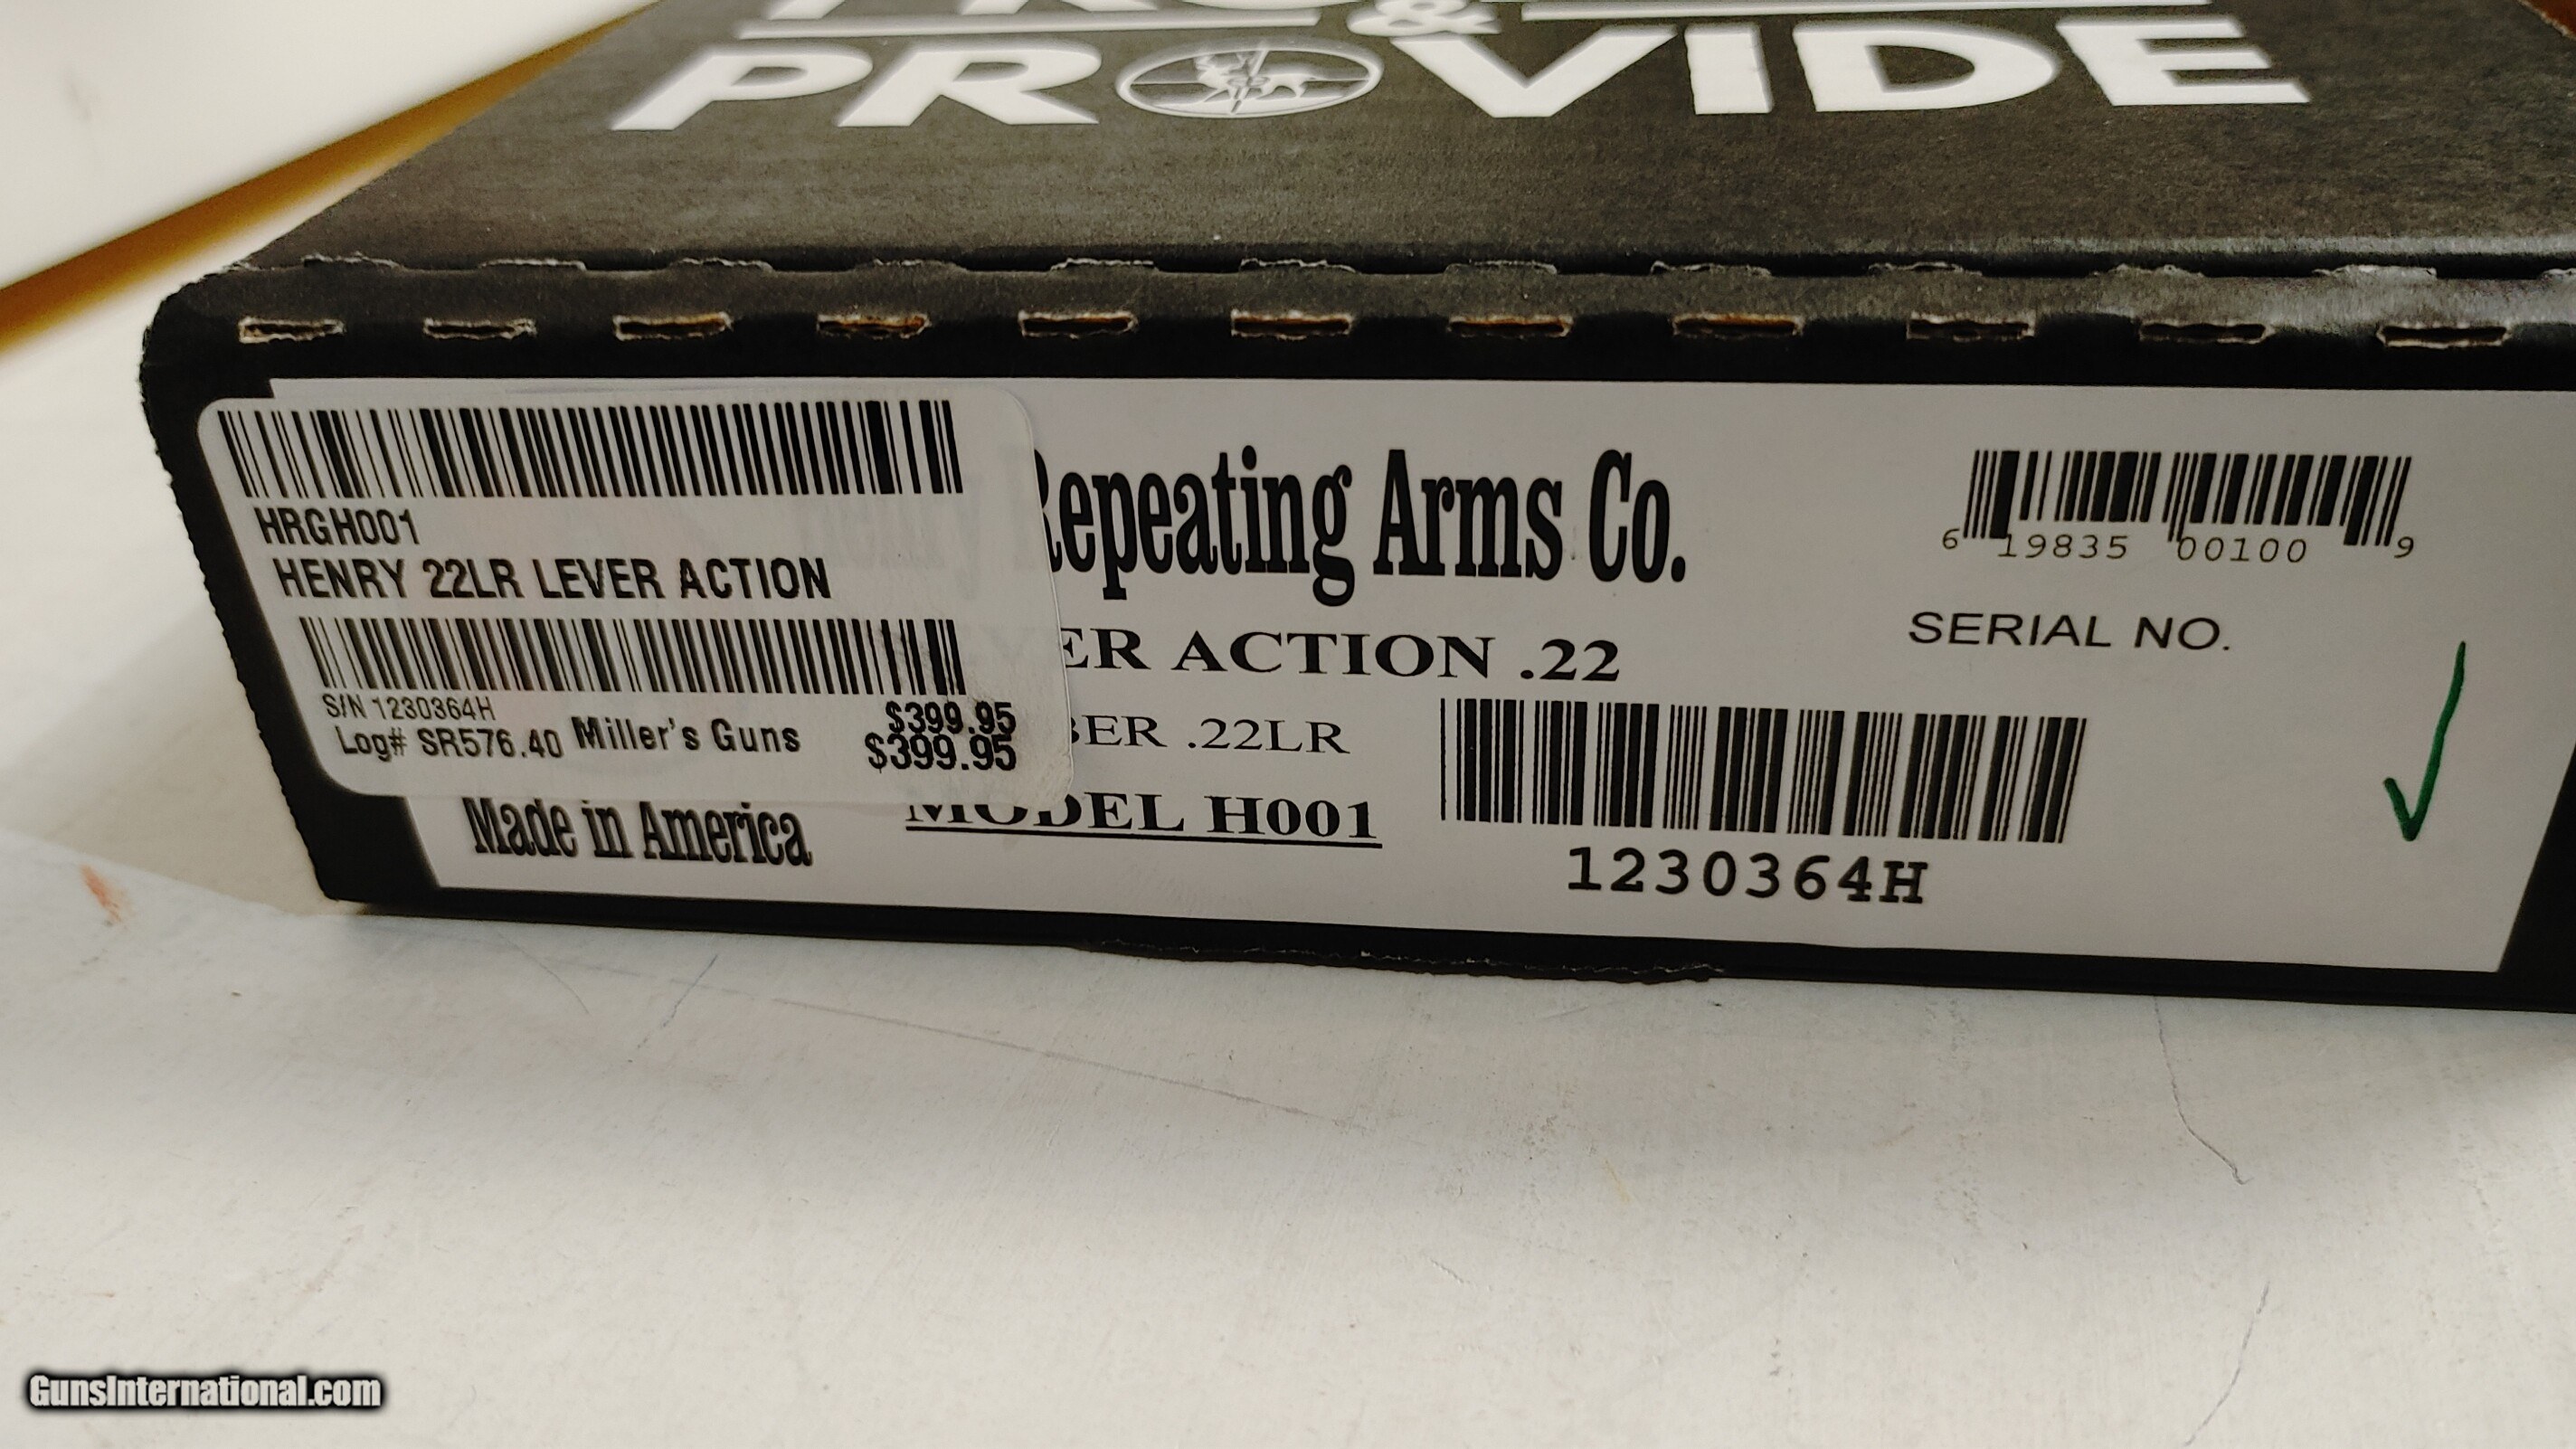 &
PROVIDE
HRGH001
HENRY 22LR LEVER ACTION
S/N 1230364H
Log# SR576.40 Miller's Guns
$399.95
$399.95
Repeating Arms Co.
ER ACTION .22
BER .22LR
MODEL H001
Made in America
6 19835 00100 9
SERIAL NO.
1230364H
GunsInternational.com